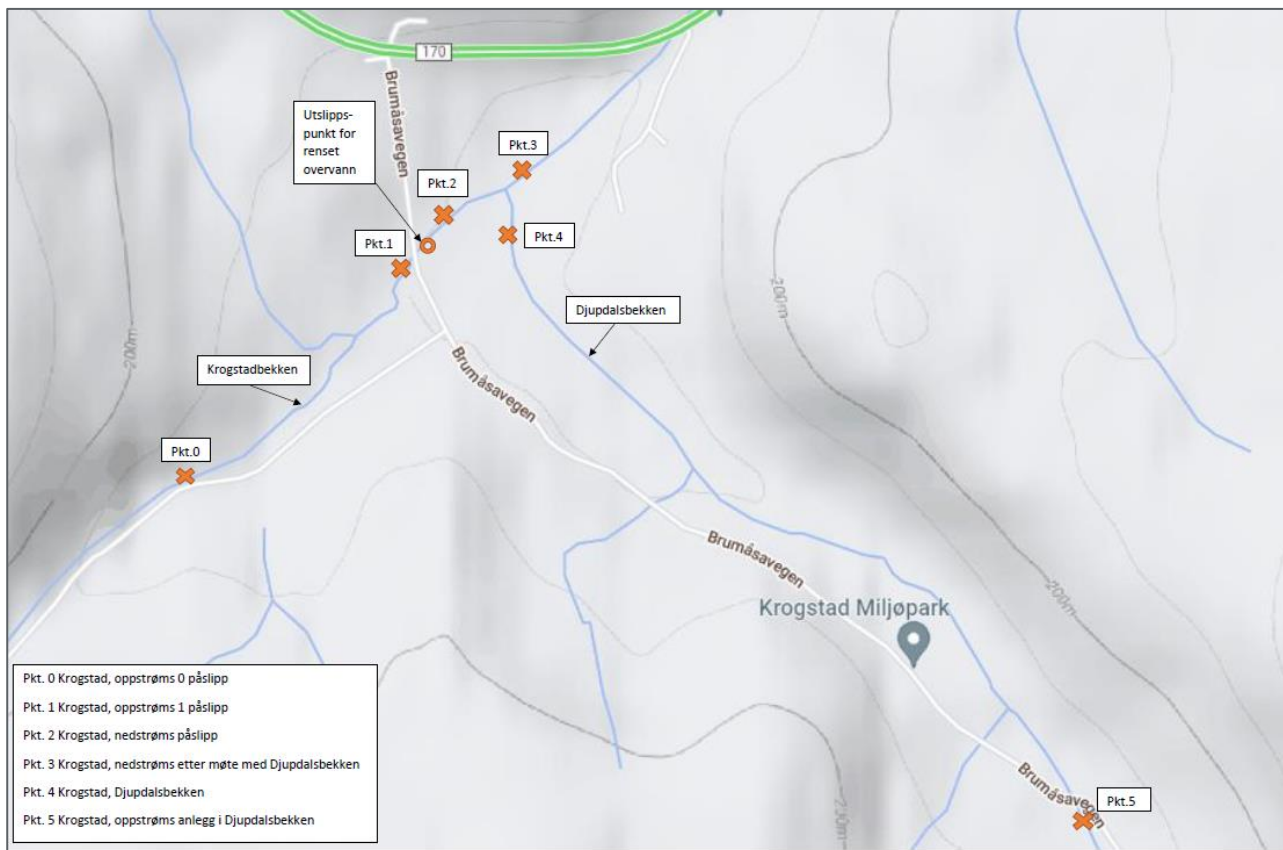 170
Brumåsavegen
Utslipps-
punkt for
renset
overvann
Pkt.3
Pkt.2
Pkt.4
Pkt.1
200m
200m
Djupdalsbekken
Krogstadbekken
Brumåsavegen
Pkt.0
Brumåsavegen
200m
Krogstad Miljøpark
Pkt. 0 Krogstad, oppstrøms 0 påslipp
Pkt. 1 Krogstad, oppstrøms 1 påslipp
Pkt. 2 Krogstad, nedstrøms påslipp
Pkt. 3 Krogstad, nedstrøms etter møte med Djupdalsbekken
Pkt. 4 Krogstad, Djupdalsbekken
Pkt. 5 Krogstad, oppstrøms anlegg i Djupdalsbekken
Brumåsavegen
Pkt.5